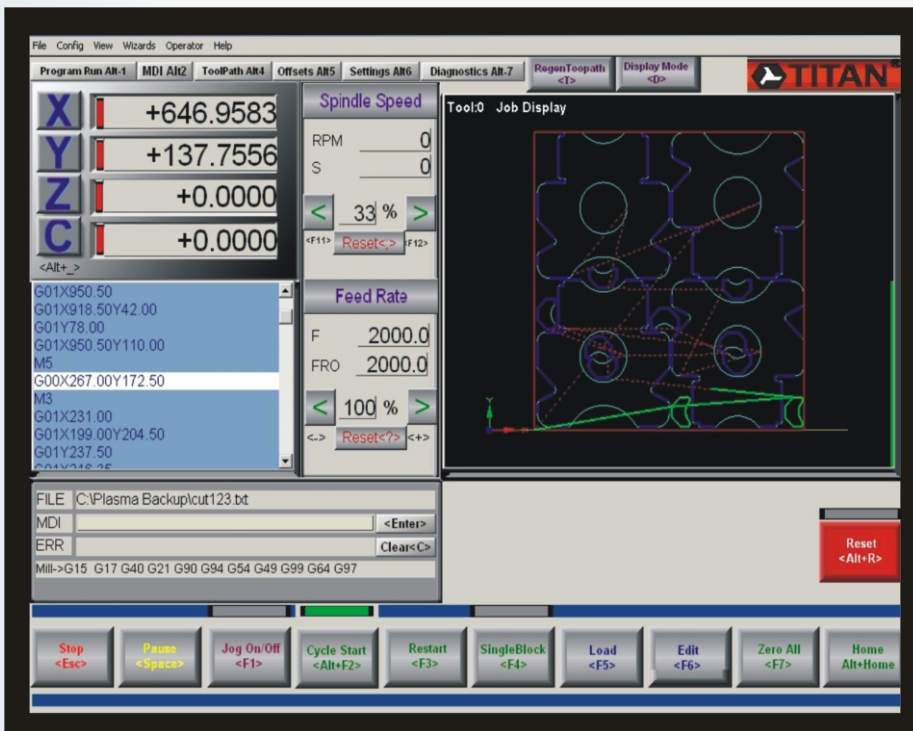 File Config View Wizards Operator Help
Program Run Alt-1 MDI Alt2 ToolPath Alt4 Offsets Alt5 Settings Alt6 Diagnostics Alt-7
RegenToopath
<T>
Display Mode
<D>
TITAN
X +646.9583
Y +137.7556
Z +0.0000
C +0.0000
<Alt+_>
Spindle Speed
RPM 0
S 0
< 33 % >
<F11> Reset<,> <F12>
Feed Rate
F 2000.0
FRO 2000.0
< 100 % >
<-> Reset<?> <+>
Tool:0 Job Display
Y
G01X950.50
G01X918.50Y42.00
G01Y78.00
G01X950.50Y110.00
M5
G00X267.00Y172.50
M3
G01X231.00
G01X199.00Y204.50
G01Y237.50
FILE C:\Plasma Backup\cut123.txt
MDI <Enter>
ERR Clear<C>
Mill->G15 G17 G40 G21 G90 G94 G54 G49 G99 G64 G97
Reset
<Alt+R>
Stop
<Esc>
Pause
<Space>
Jog On/Off
<F1>
Cycle Start
<Alt+F2>
Restart
<F3>
SingleBlock
<F4>
Load
<F5>
Edit
<F6>
Zero All
<F7>
Home
Alt+Home